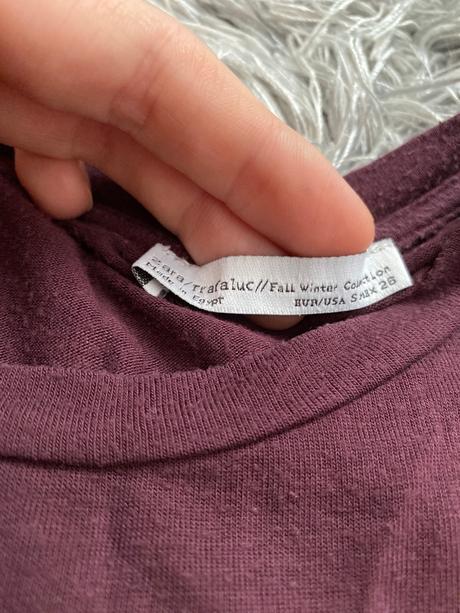 Zara/Trafaluc//Fall Winter Collection
Made in Egypt EUR/USA S MEX 26